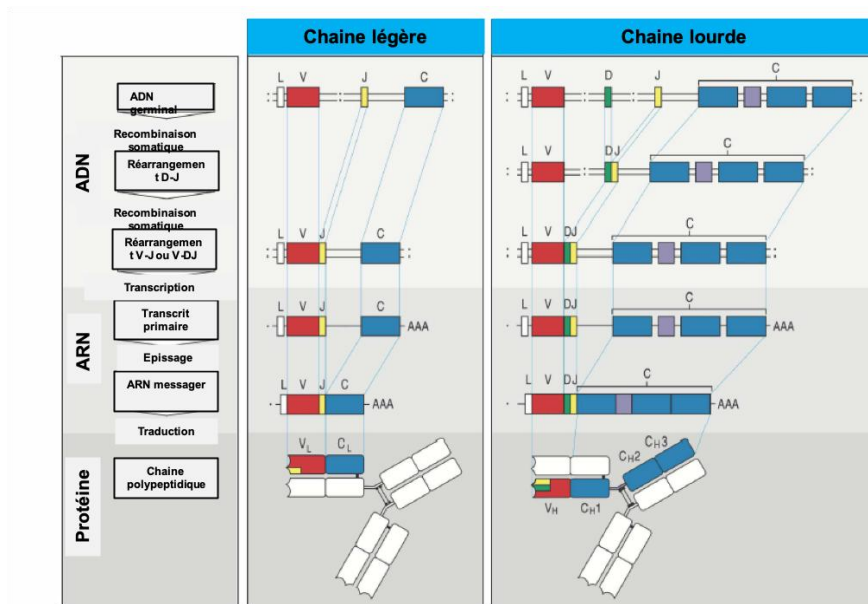 Chaine légère
Chaine lourde
ADN
ADN
germinal
Recombinaison
somatique
Réarrangemen
t D-J
Recombinaison
somatique
Réarrangemen
t V-J ou V-DJ
Transcription
ARN
Transcrit
primaire
Epissage
ARN messager
Traduction
Protéine
Chaine
polypeptidique
L V J C
L V J C
L V J C
AAA
L V J C
AAA
VL CL
L V D J C
L V DJ C
L V DJ C
L V DJ C
AAA
L V DJ C
AAA
CH3
CH2
VH CH1